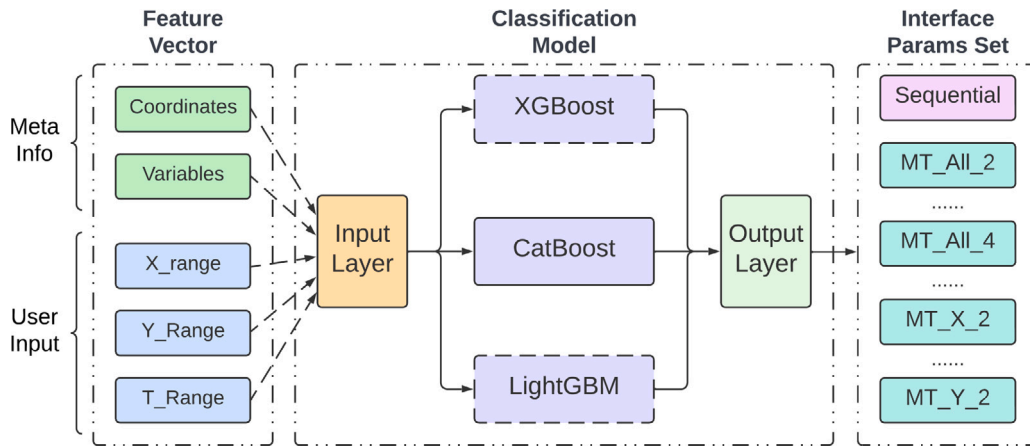 Feature
Vector
Classification
Model
Interface
Params Set
Meta
Info
User
Input
Coordinates
Variables
X_range
Y_Range
T_Range
Input
Layer
XGBoost
CatBoost
LightGBM
Output
Layer
Sequential
MT_All_2
......
MT_All_4
......
MT_X_2
......
MT_Y_2